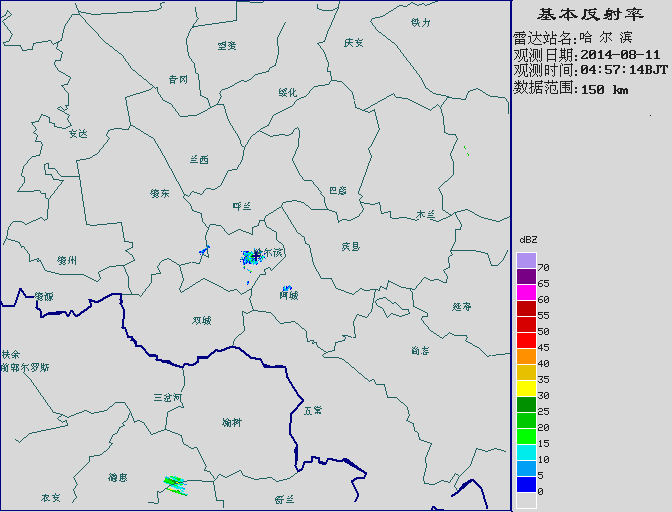 基本反射率
雷达站名:哈 尔 滨
观测日期:2014-08-11
观测时间:04:57:14BJT
数据范围:150 km
铁力
庆安
望奎
青冈
绥化
安达
兰西
肇东
巴彦
呼兰
木兰
宾县
哈尔滨
肇州
肇源
阿城
延寿
双城
尚志
扶余
前郭尔罗斯
三岔河
五常
榆树
德惠
农安
舒兰
dBZ
70
65
60
55
50
45
40
35
30
25
20
15
10
5
0